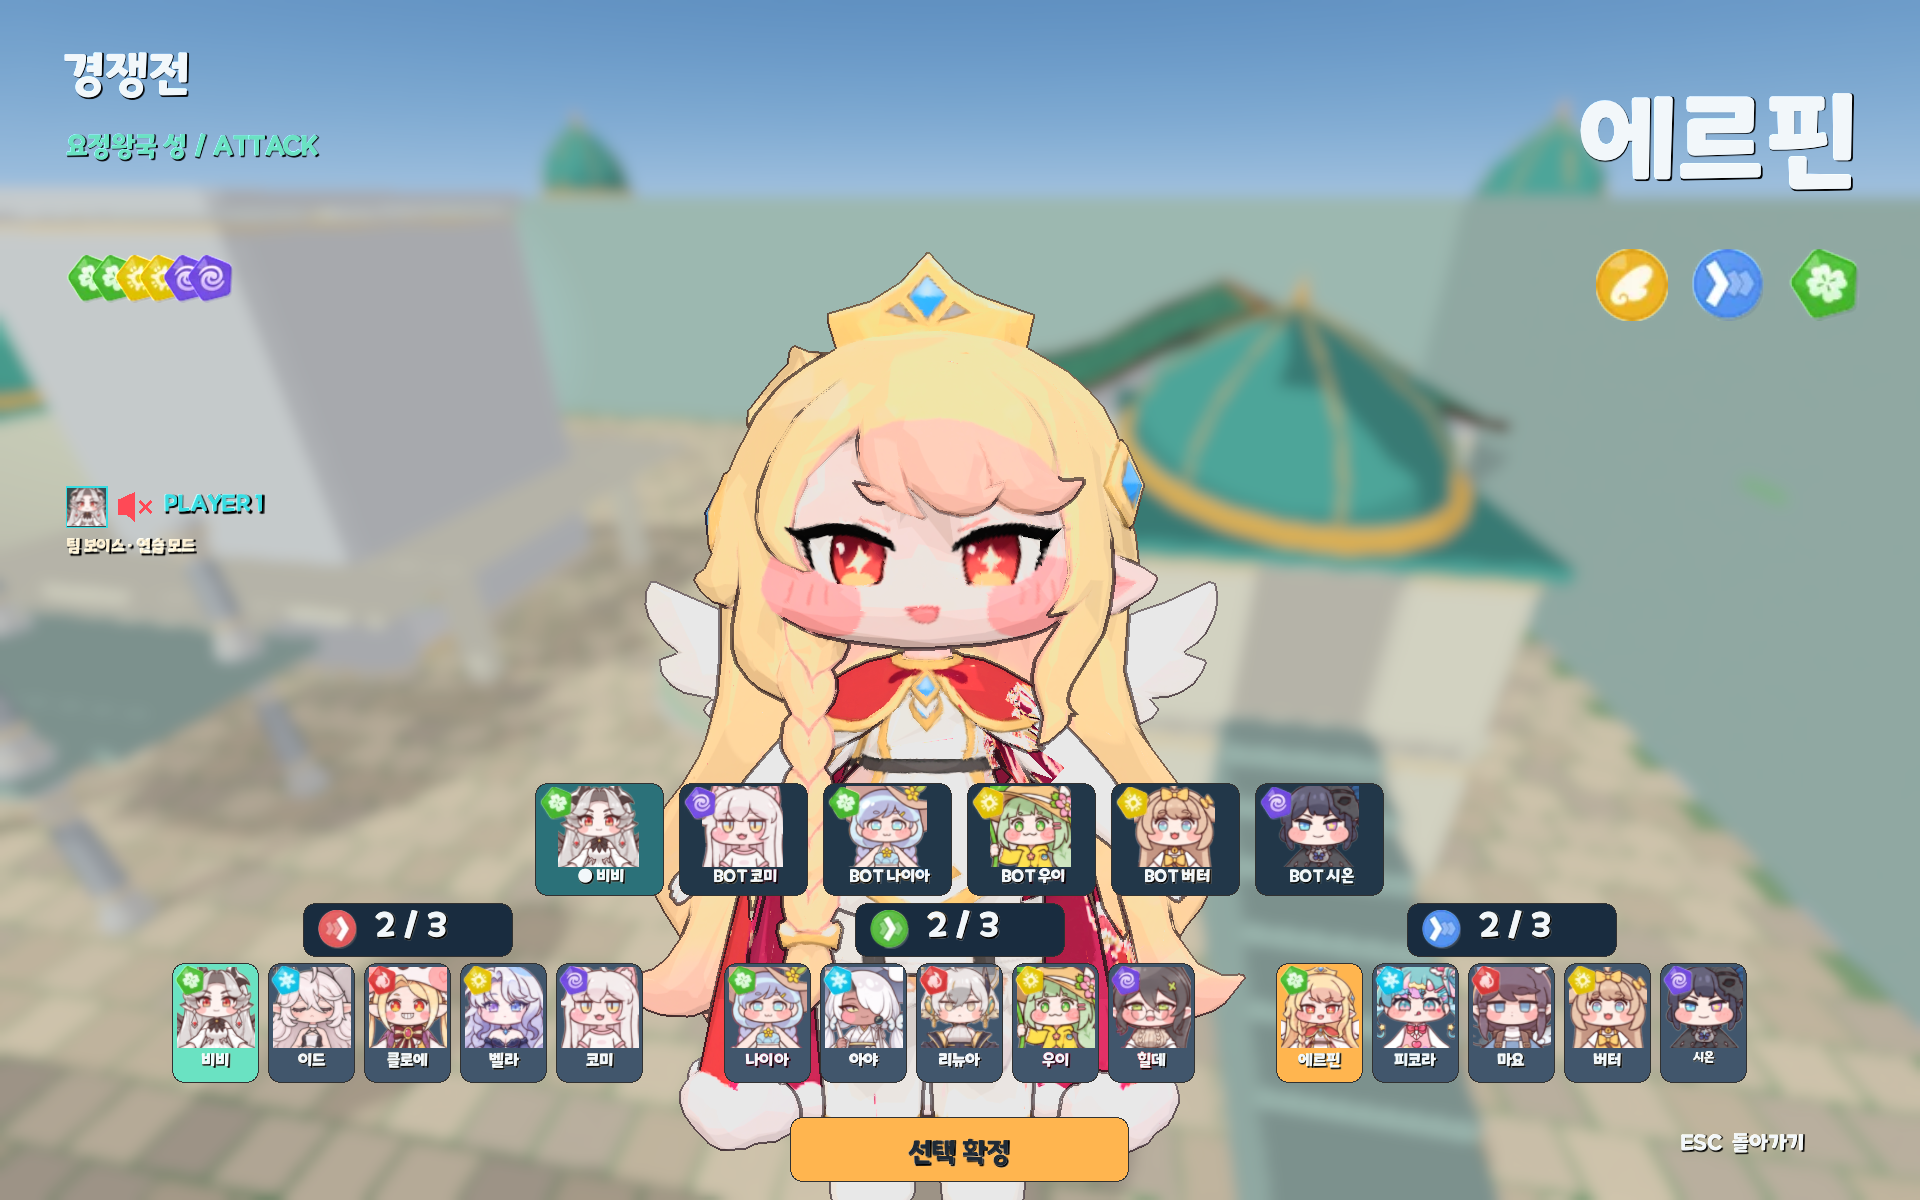 경쟁전
요정왕국 성 / ATTACK
에르핀
PLAYER 1
팀 보이스 · 연습 모드
비비
BOT 코미
BOT 나이아
BOT 우이
BOT 버터
BOT 시온
2 / 3
2 / 3
2 / 3
비비
이드
클로에
벨라
코미
나이아
아야
리뉴아
우이
힐데
에르핀
피코라
마요
버터
시온
선택 확정
ESC 돌아가기